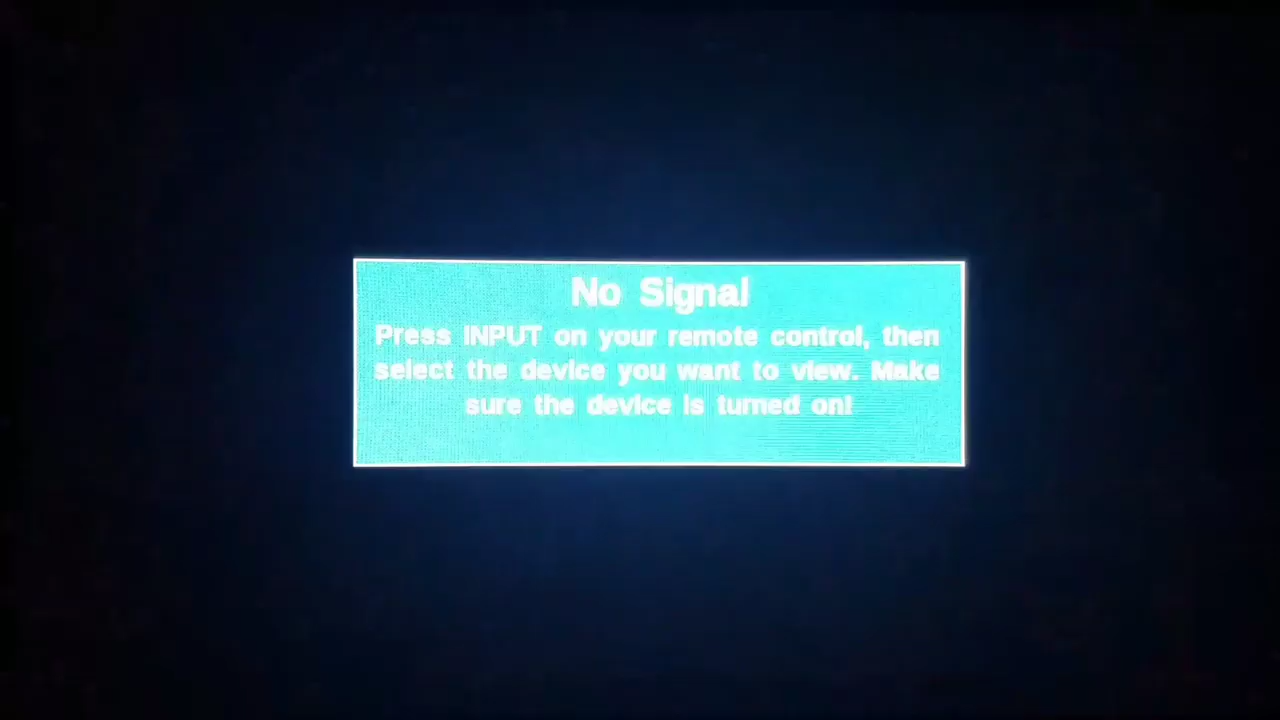 No Signal
Press INPUT on your remote control, then
select the device you want to view. Make
sure the device is turned on!